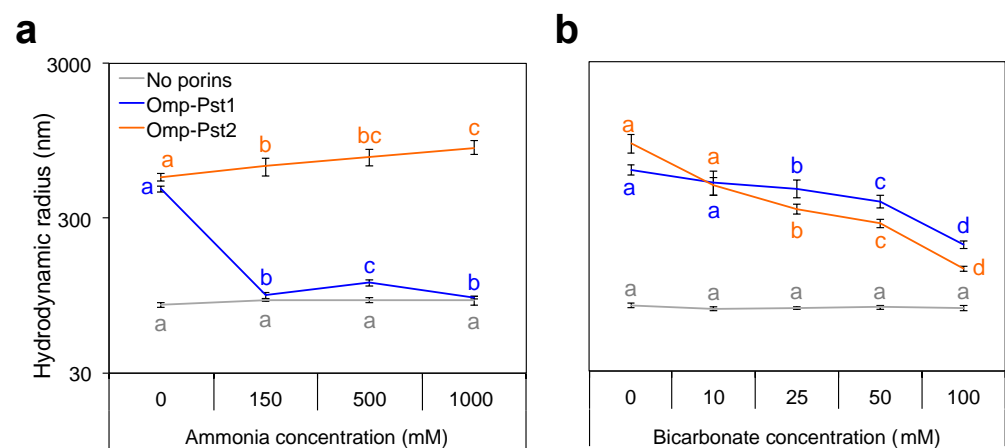 a
b
3000
300
30
Hydrodynamic radius (nm)
No porins
Omp-Pst1
Omp-Pst2
a
b
bc
c
a
b
c
b
a
a
a
a
0
150
500
1000
Ammonia concentration (mM)
a
a
b
c
d
a
a
b
c
d
a
a
a
a
a
0
10
25
50
100
Bicarbonate concentration (mM)